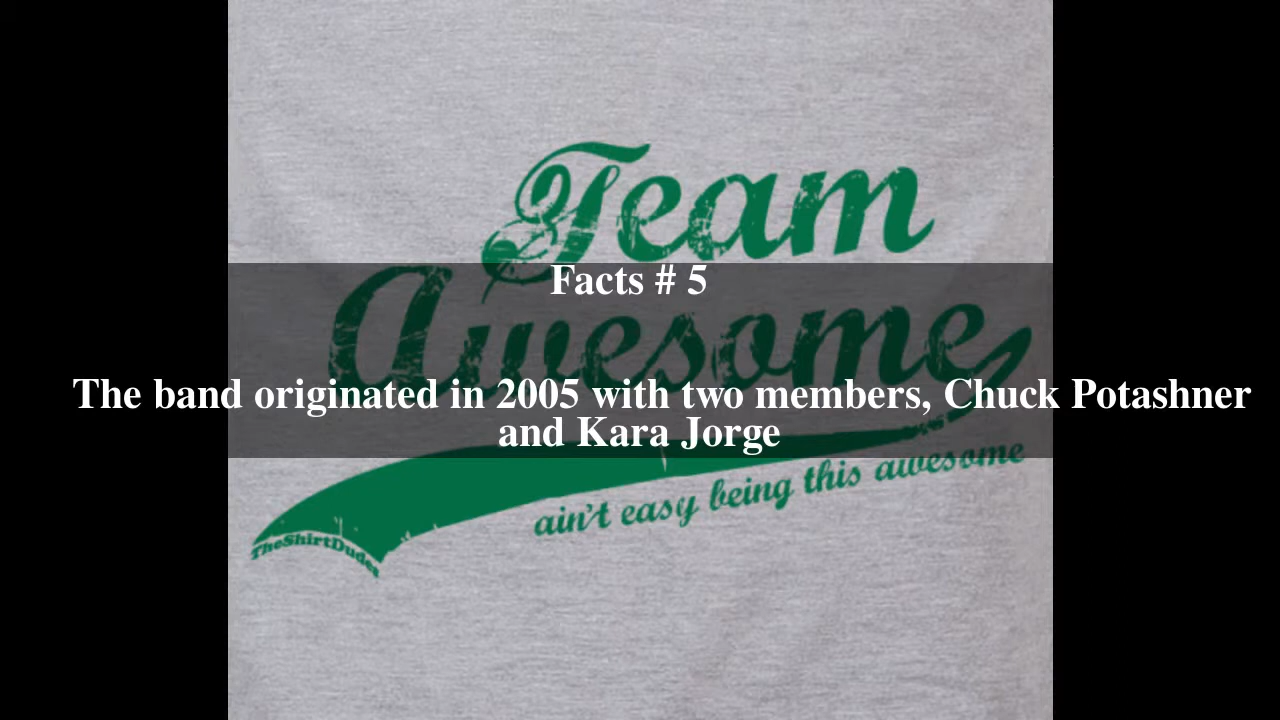 Team
Facts # 5
Awesome
The band originated in 2005 with two members, Chuck Potashner
and Kara Jorge
ain't easy being this awesome
TheShirtDudes